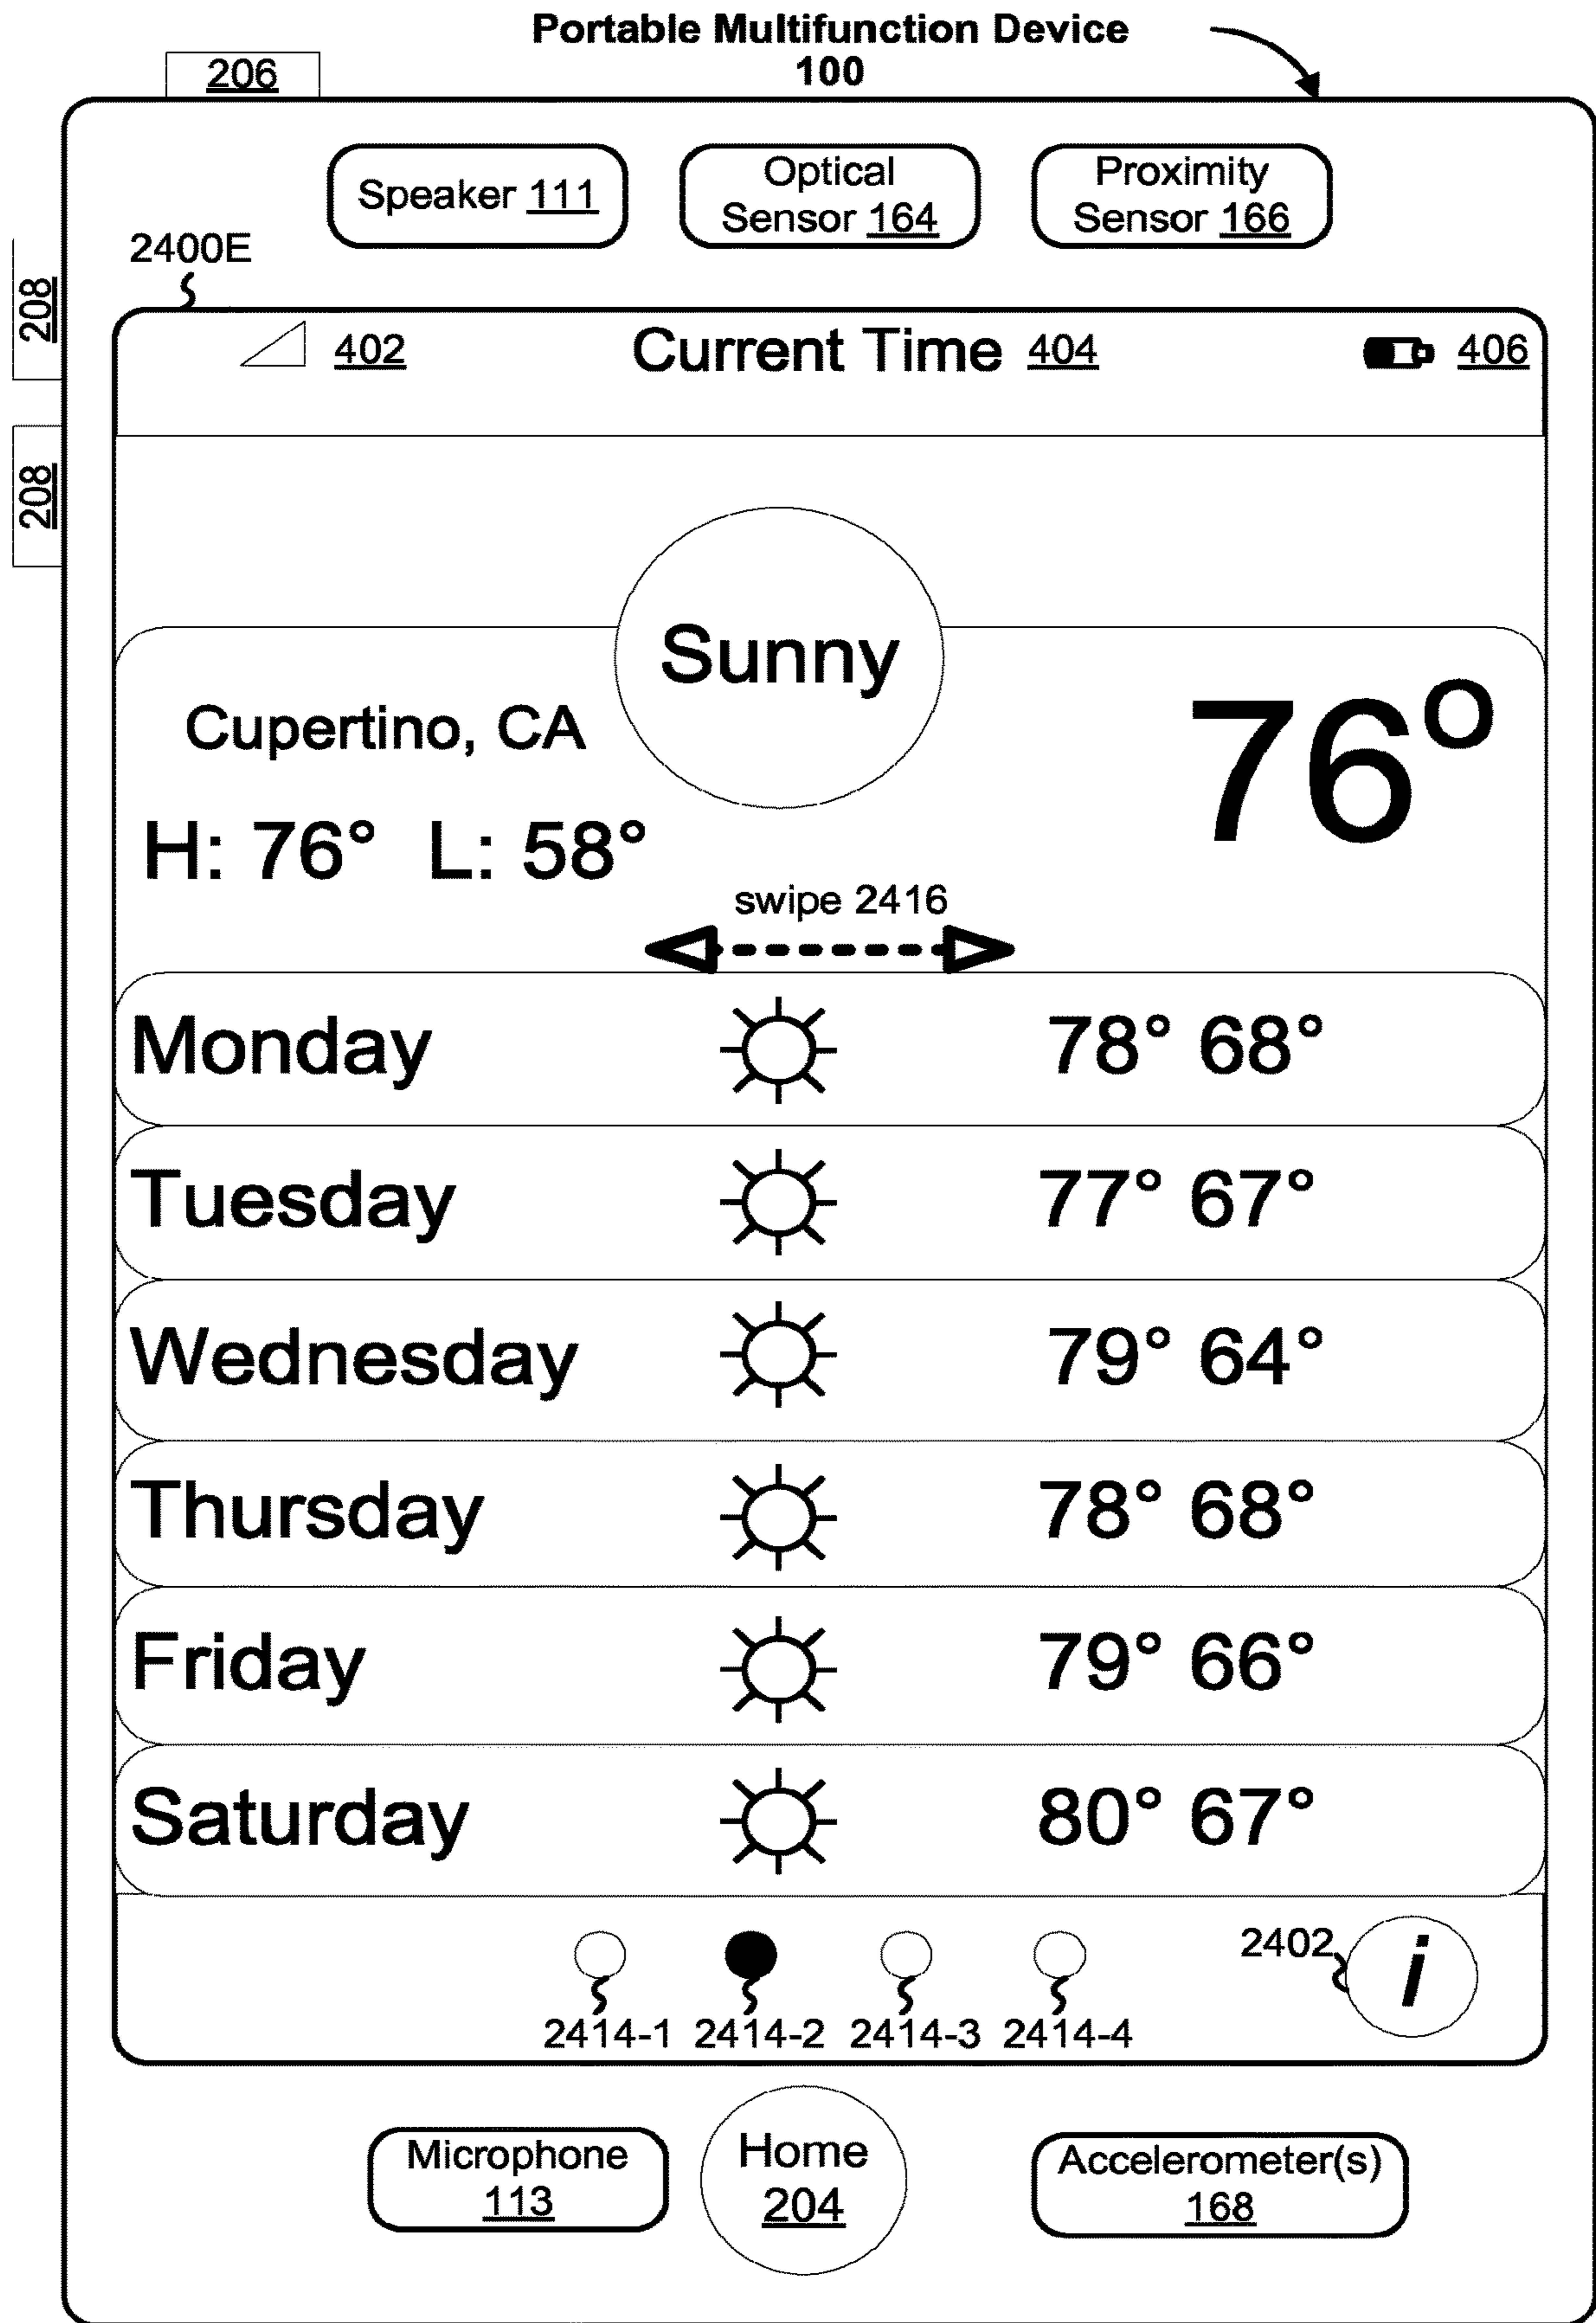 Portable Multifunction Device
100
206
Speaker 111
Optical
Sensor 164
Proximity
Sensor 166
2400E
208
208
402
Current Time 404
406
Sunny
Cupertino, CA
76°
H: 76° L: 58°
swipe 2416
Monday 78° 68°
Tuesday 77° 67°
Wednesday 79° 64°
Thursday 78° 68°
Friday 79° 66°
Saturday 80° 67°
2402
i
2414-1 2414-2 2414-3 2414-4
Microphone
113
Home
204
Accelerometer(s)
168